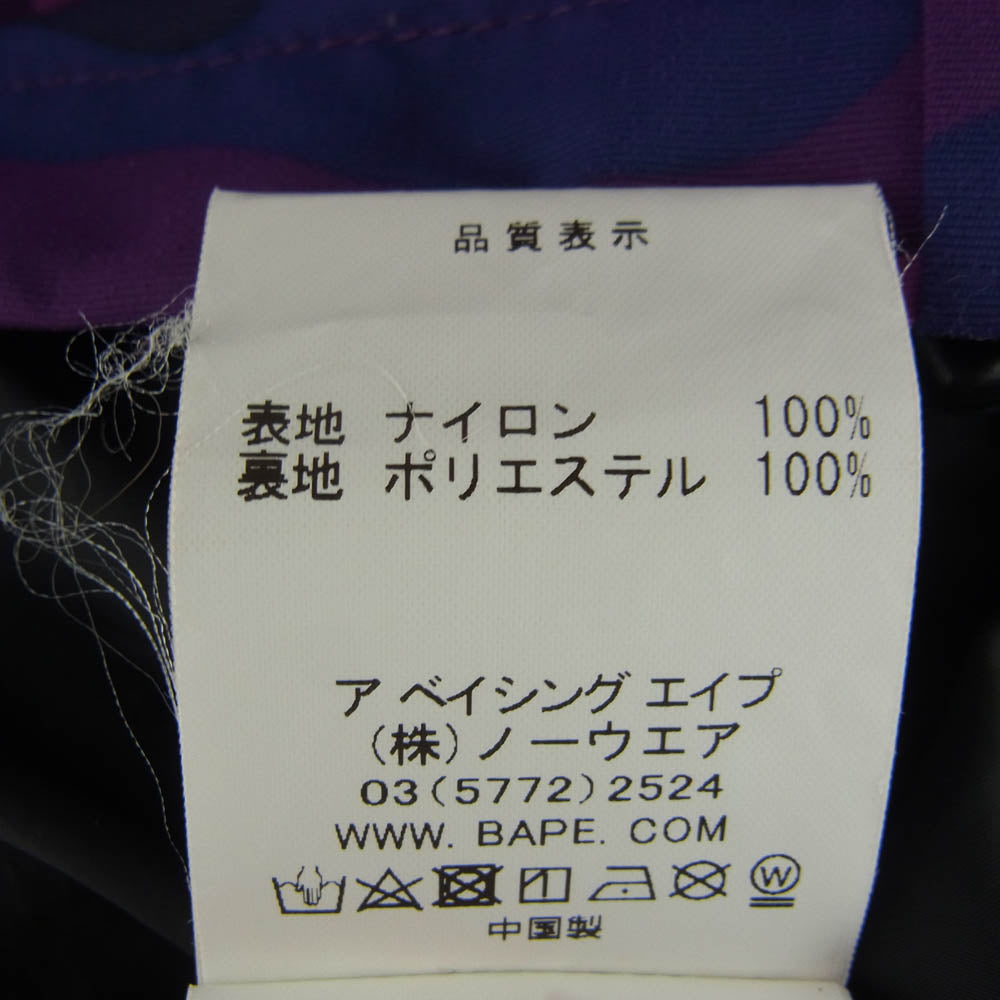 品質表示
表地 ナイロン 100%
裏地 ポリエステル 100%
ア ベイシング エイプ
(株)ノーウエア
03(5772)2524
WWW. BAPE. COM
W
中国製